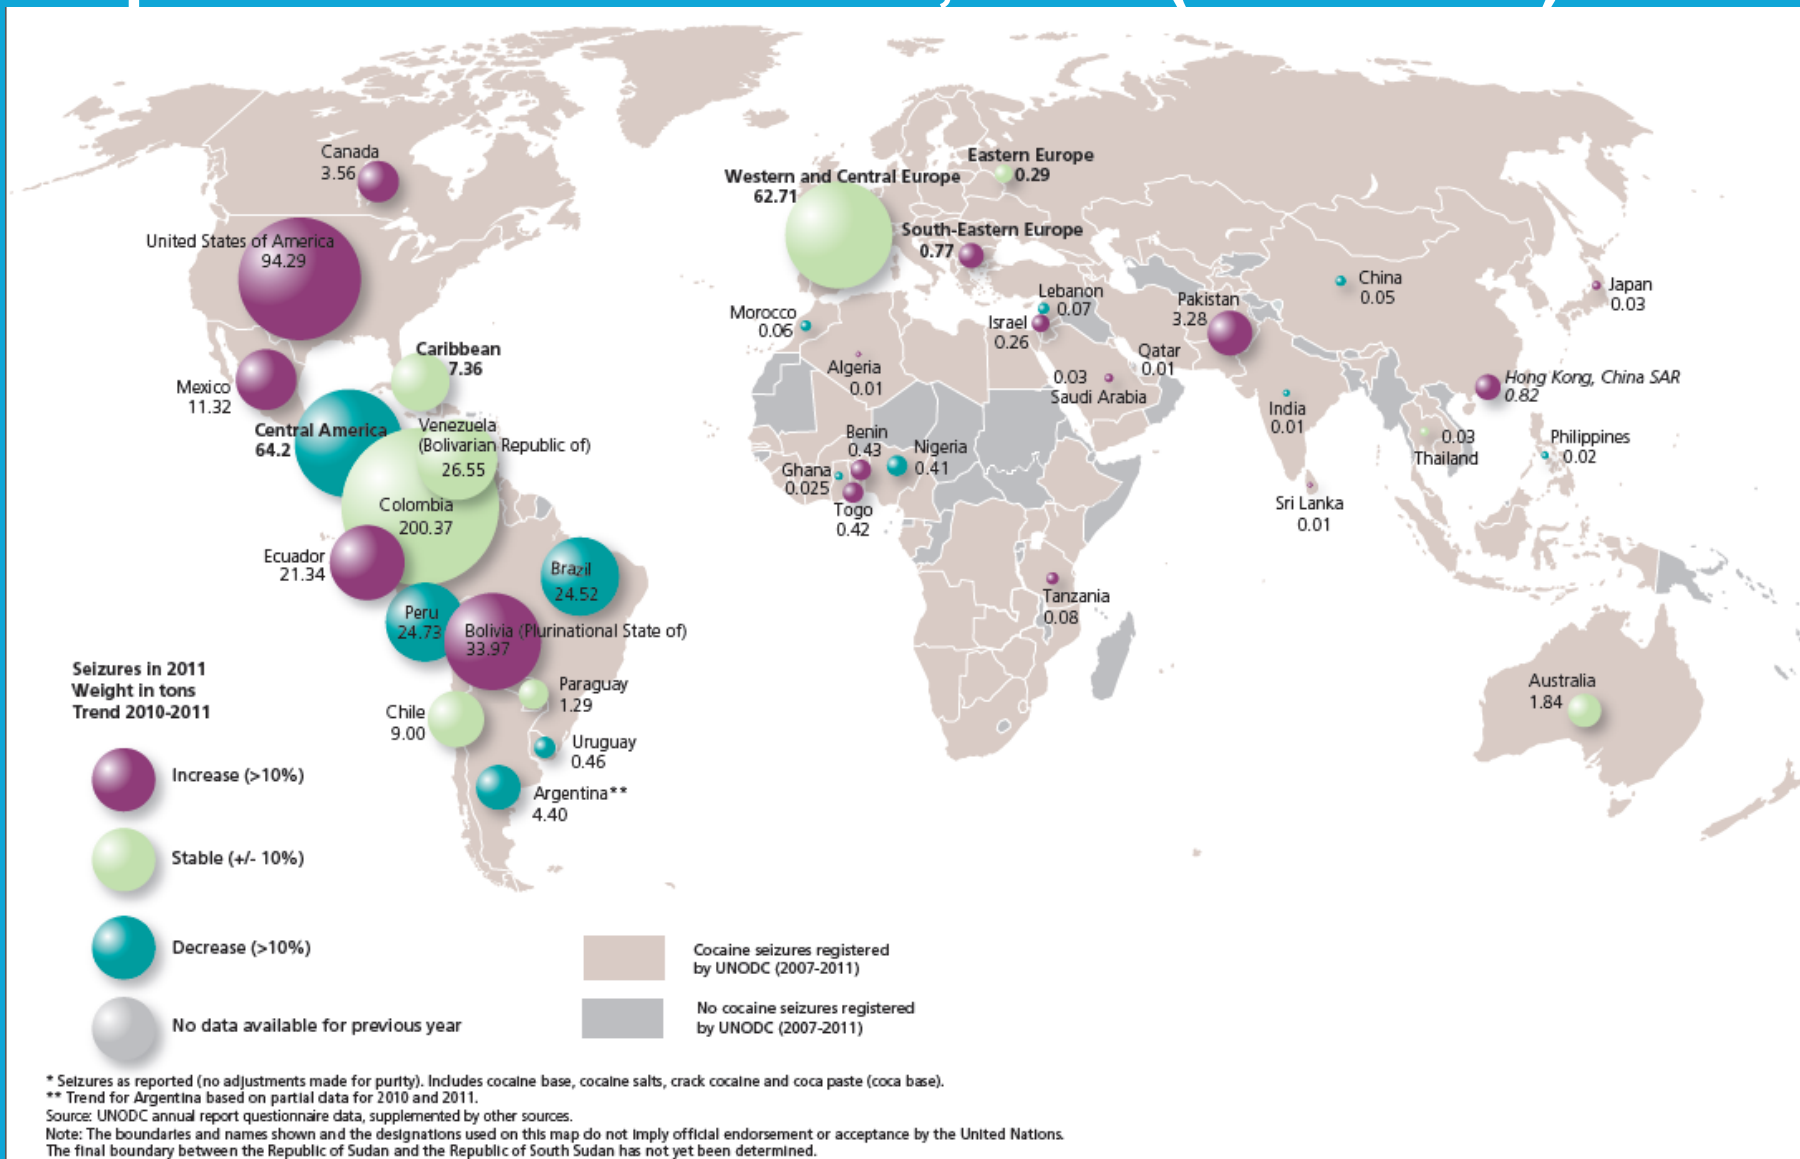 Canada
3.56
United States of America
94.29
Mexico
11.32
Caribbean
7.36
Central America
64.2
Venezuela
(Bolivarian Republic of)
26.55
Colombia
200.37
Ecuador
21.34
Peru
24.73
Brazil
24.52
Bolivia (Plurinational State of)
33.97
Paraguay
1.29
Chile
9.00
Uruguay
0.46
Argentina**
4.40
Western and Central Europe
62.71
Eastern Europe
0.29
South-Eastern Europe
0.77
Morocco
0.06
Algeria
0.01
Lebanon
0.07
Israel
0.26
Saudi Arabia
0.03
Qatar
0.01
Pakistan
3.28
Benin
0.43
Nigeria
0.41
Ghana
0.025
Togo
0.42
Tanzania
0.08
China
0.05
Japan
0.03
Hong Kong, China SAR
0.82
India
0.01
0.03
Thailand
Philippines
0.02
Sri Lanka
0.01
Australia
1.84
Seizures in 2011
Weight in tons
Trend 2010-2011
Increase (>10%)
Stable (+/- 10%)
Decrease (>10%)
No data available for previous year
Cocaine seizures registered
by UNODC (2007-2011)
No cocaine seizures registered
by UNODC (2007-2011)
* Seizures as reported (no adjustments made for purity). Includes cocaine base, cocaine salts, crack cocaine and coca paste (coca base).
** Trend for Argentina based on partial data for 2010 and 2011.
Source: UNODC annual report questionnaire data, supplemented by other sources.
Note: The boundaries and names shown and the designations used on this map do not imply official endorsement or acceptance by the United Nations.
The final boundary between the Republic of Sudan and the Republic of South Sudan has not yet been determined.